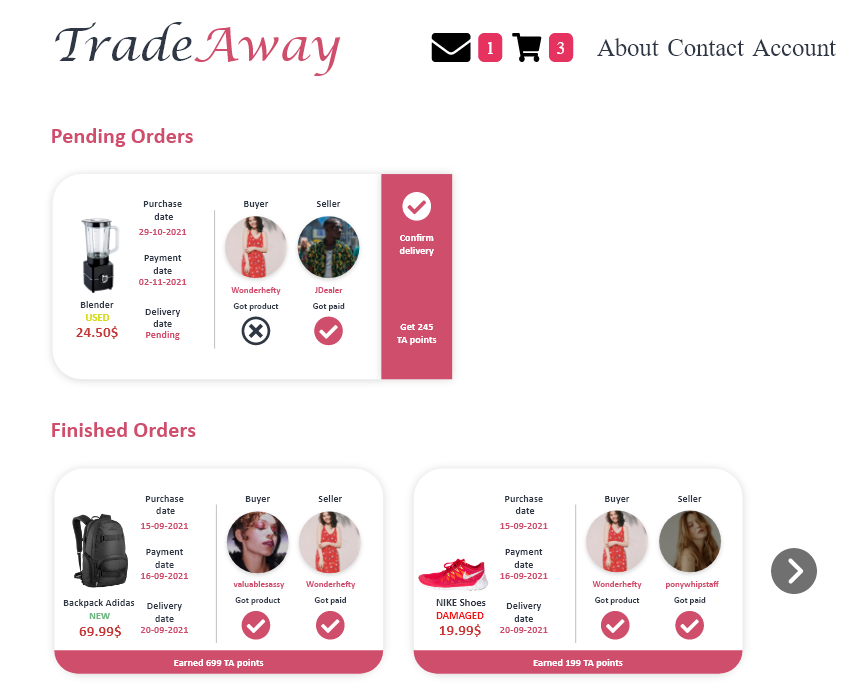 TradeAway
1
3
About Contact Account
Pending Orders
Purchase
date
29-10-2021
Payment
date
02-11-2021
Delivery
date
Pending
Blender
USED
24.50$
Buyer
Wonderhefty
Got product
Seller
JDealer
Got paid
Confirm
delivery
Get 245
TA points
Finished Orders
Purchase
date
15-09-2021
Payment
date
16-09-2021
Delivery
date
20-09-2021
Backpack Adidas
NEW
69.99$
Buyer
valuablesassy
Got product
Seller
Wonderhefty
Got paid
Earned 699 TA points
Purchase
date
15-09-2021
Payment
date
16-09-2021
Delivery
date
20-09-2021
NIKE Shoes
DAMAGED
19.99$
Buyer
Wonderhefty
Got product
Seller
ponywhipstaff
Got paid
Earned 199 TA points